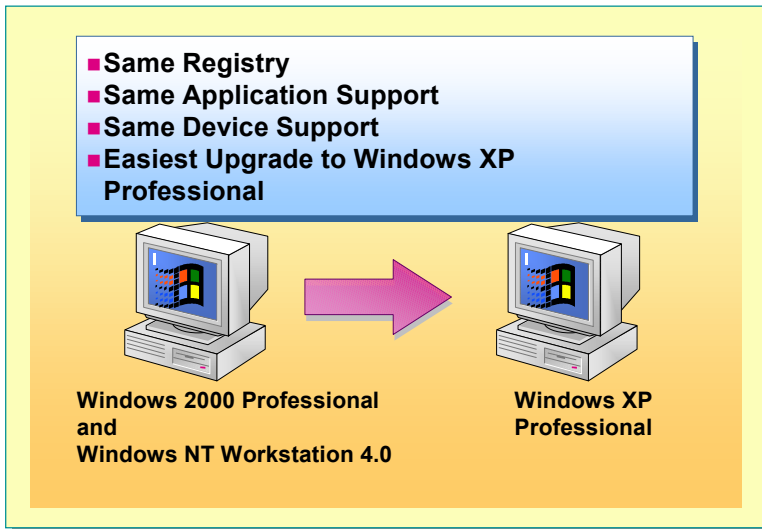 Same Registry
Same Application Support
Same Device Support
Easiest Upgrade to Windows XP
Professional
Windows 2000 Professional
and
Windows NT Workstation 4.0
Windows XP
Professional